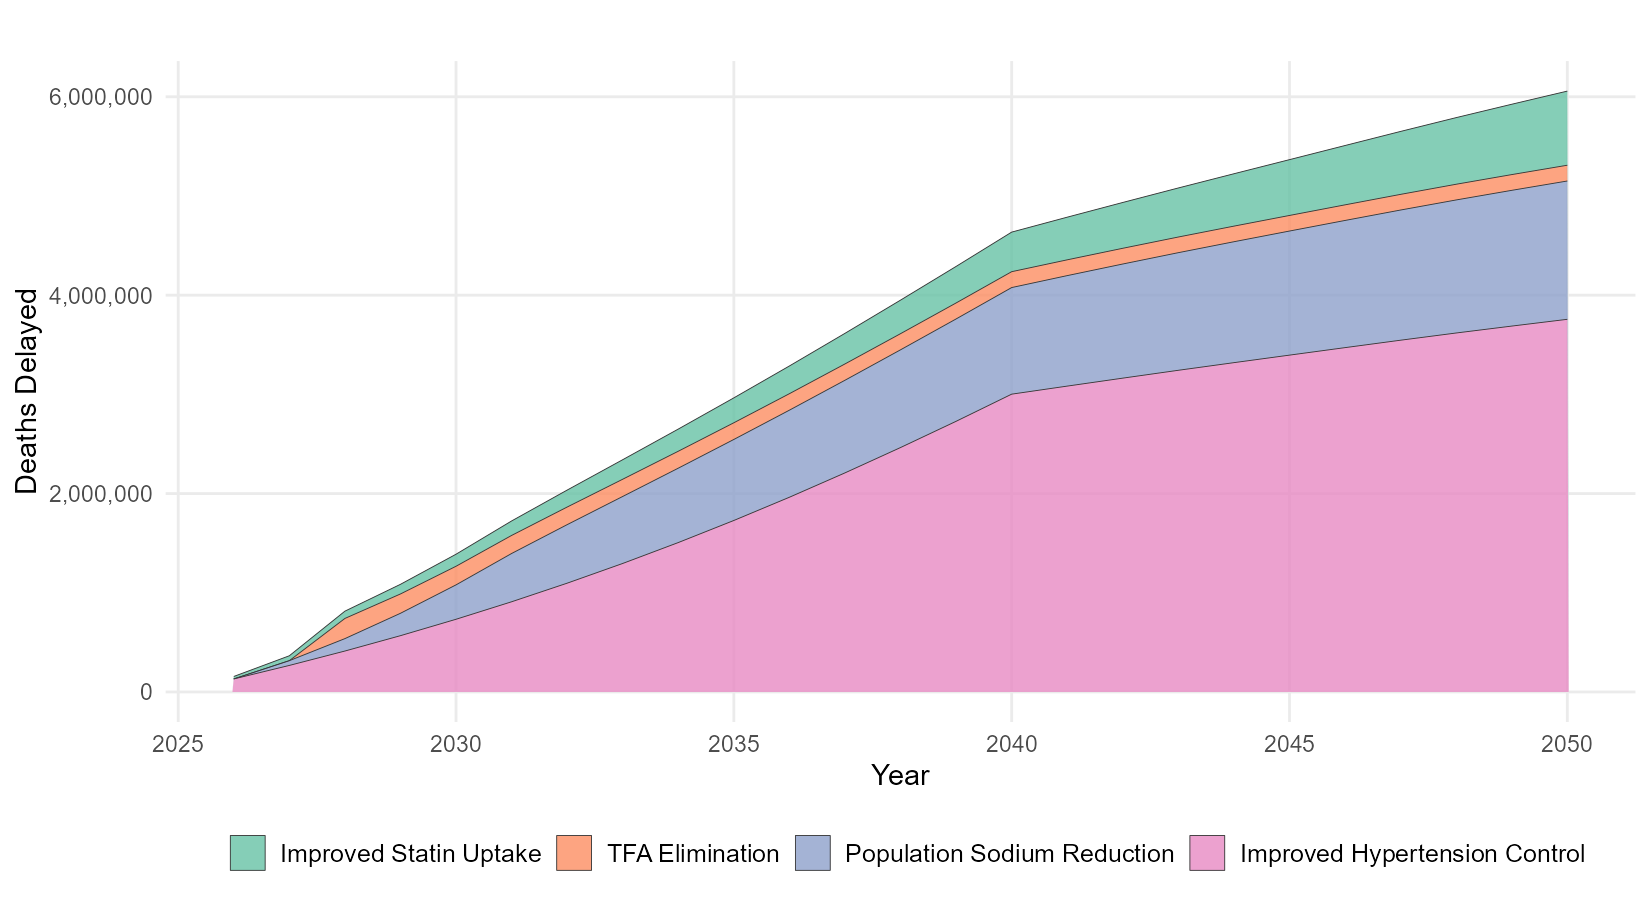 6,000,000
4,000,000
2,000,000
0
Deaths Delayed
2025 2030 2035 2040 2045 2050
Year
Improved Statin Uptake TFA Elimination Population Sodium Reduction Improved Hypertension Control